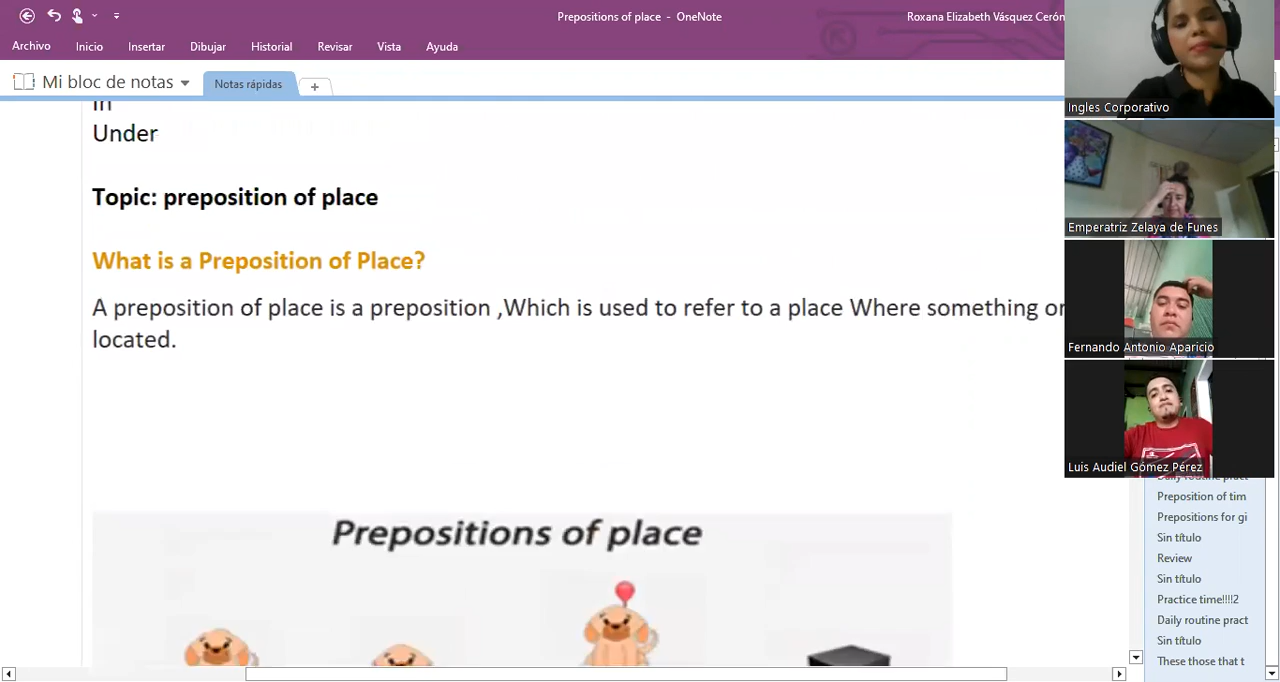 Prepositions of place - OneNote
Roxana Elizabeth Vásquez Cerón
Archivo Inicio Insertar Dibujar Historial Revisar Vista Ayuda
Mi bloc de notas Notas rápidas +
In
Under
Topic: preposition of place
What is a Preposition of Place?
A preposition of place is a preposition ,Which is used to refer to a place Where something or
located.
Prepositions of place
Ingles Corporativo
Emperatriz Zelaya de Funes
Fernando Antonio Aparicio
Luis Audiel Gómez Pérez
Daily routine pract
Preposition of tim
Prepositions for gi
Sin título
Review
Sin título
Practice time!!!!2
Daily routine pract
Sin título
These those that t